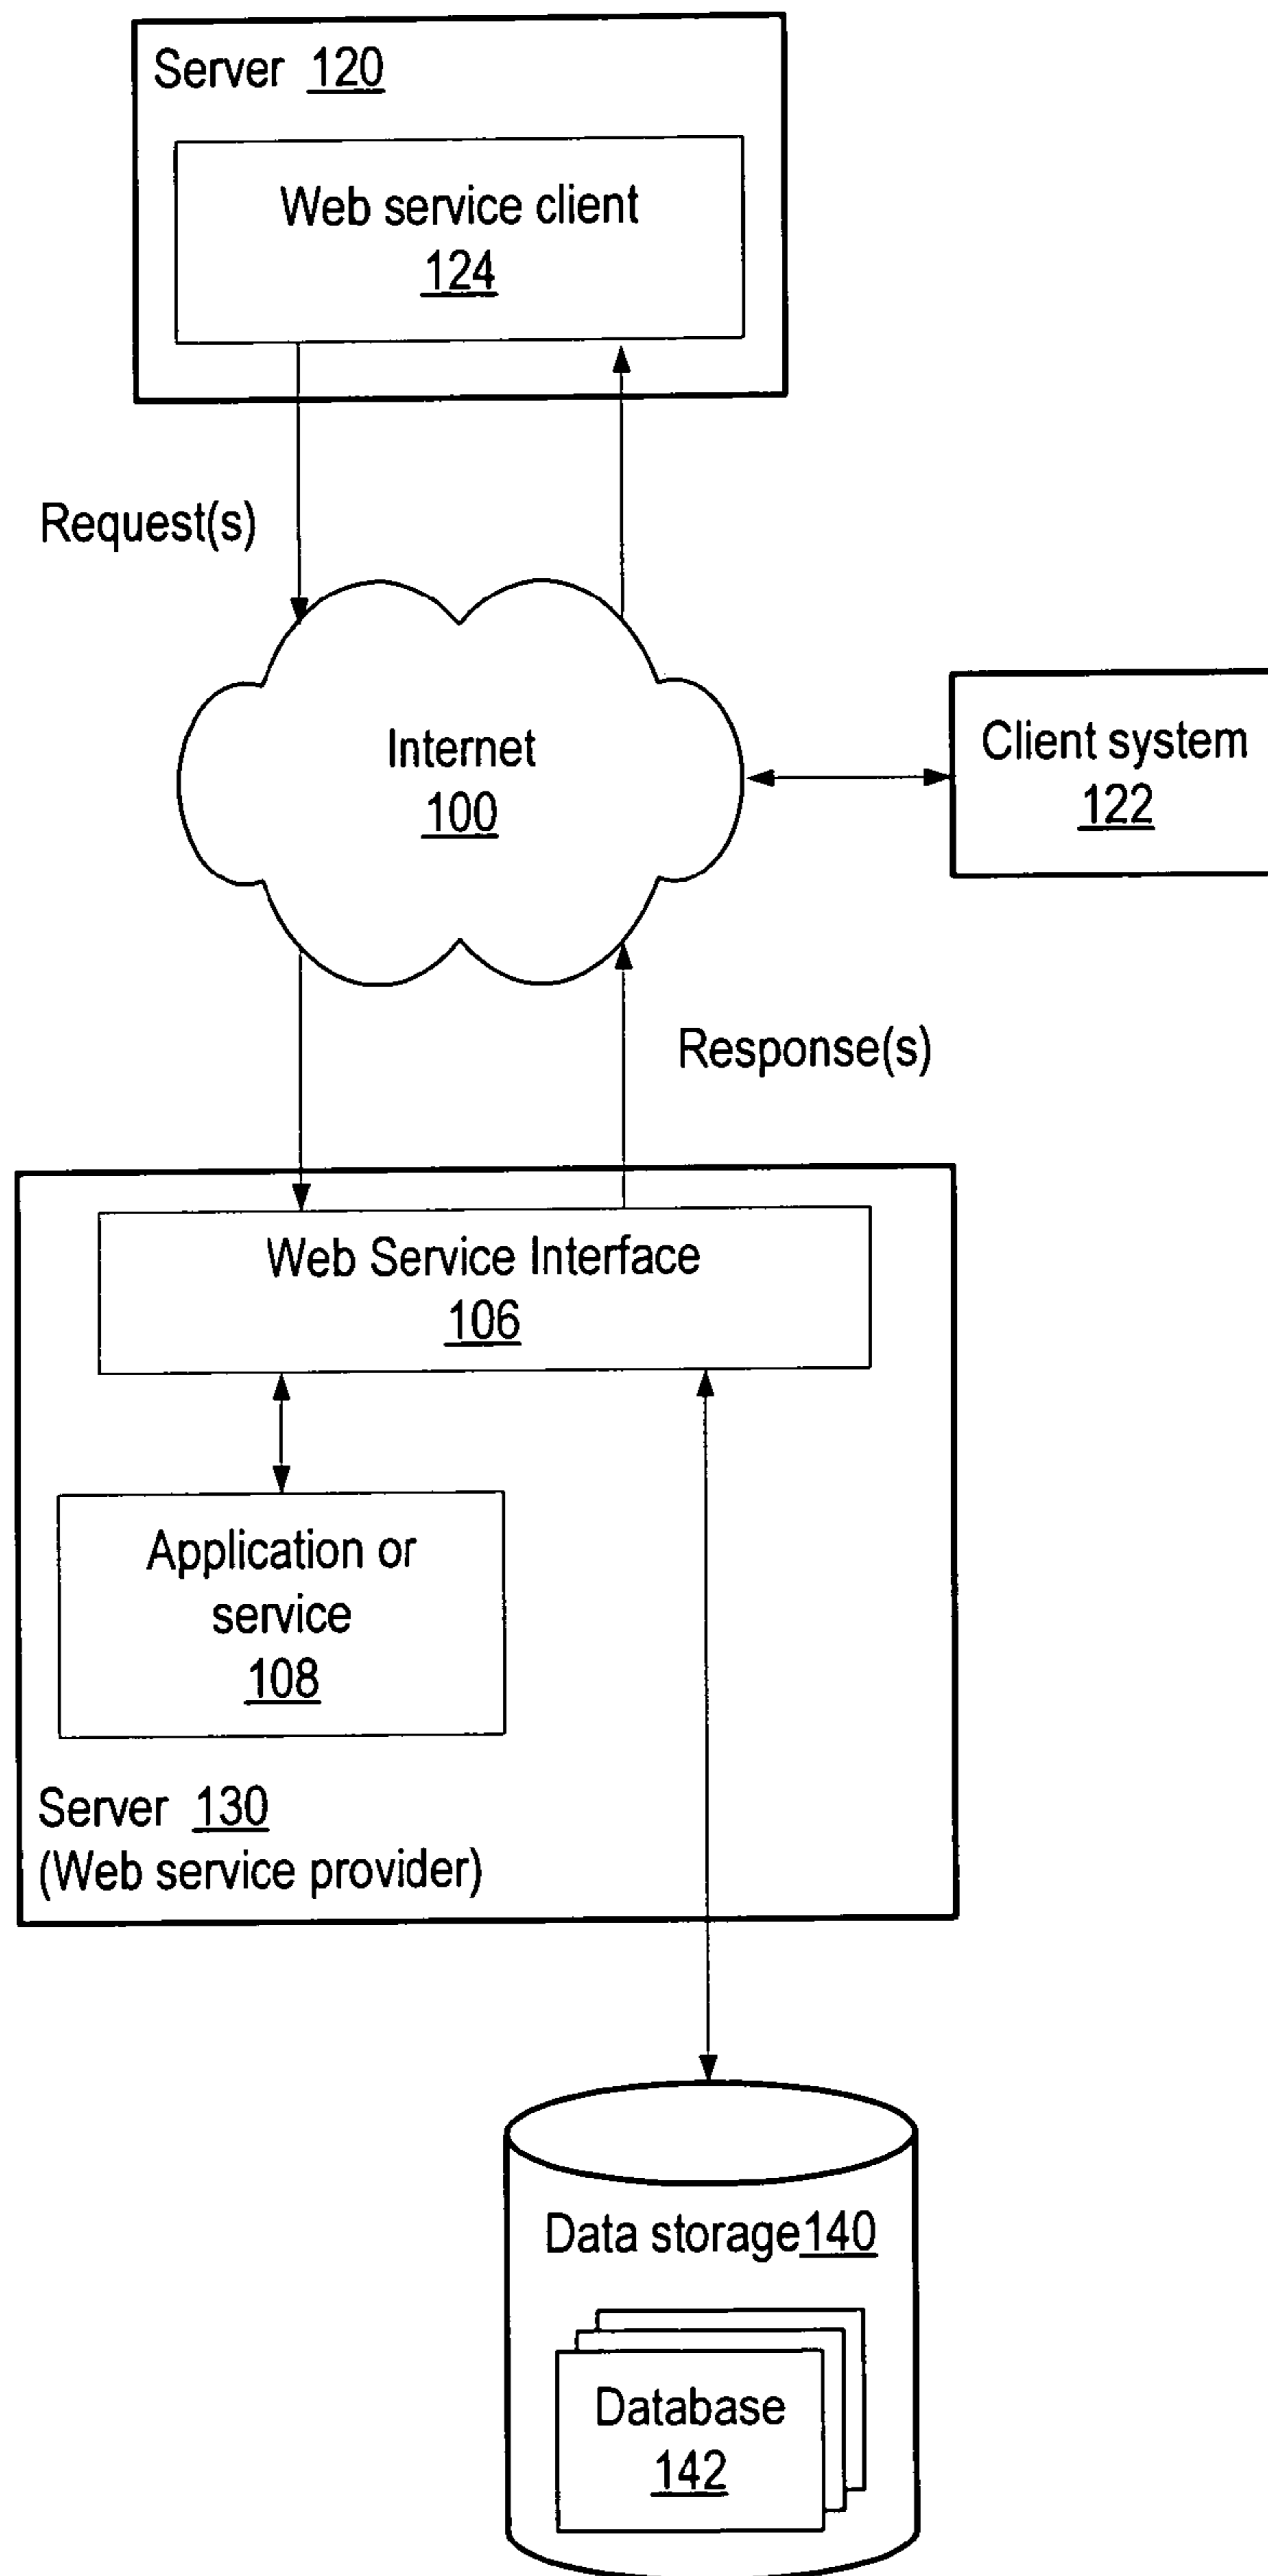 Server 120
Web service client
124
Request(s)
Internet
100
Client system
122
Response(s)
Web Service Interface
106
Application or
service
108
Server 130
(Web service provider)
Data storage140
Database
142